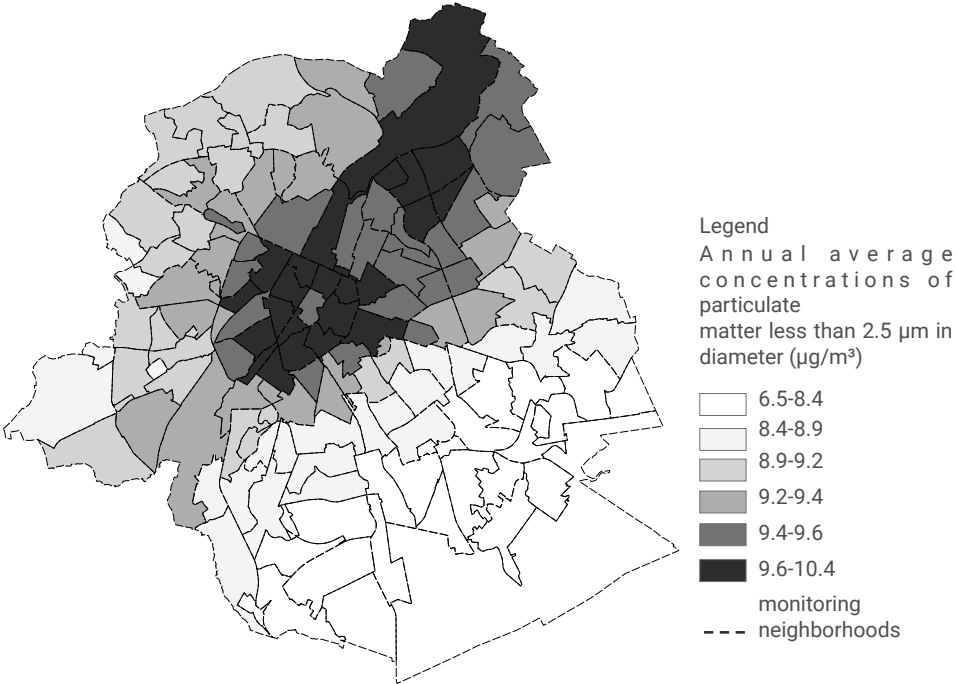 Legend
Annual average
concentrations of
particulate
matter less than 2.5 µm in
diameter (µg/m³)
6.5-8.4
8.4-8.9
8.9-9.2
9.2-9.4
9.4-9.6
9.6-10.4
monitoring
neighborhoods